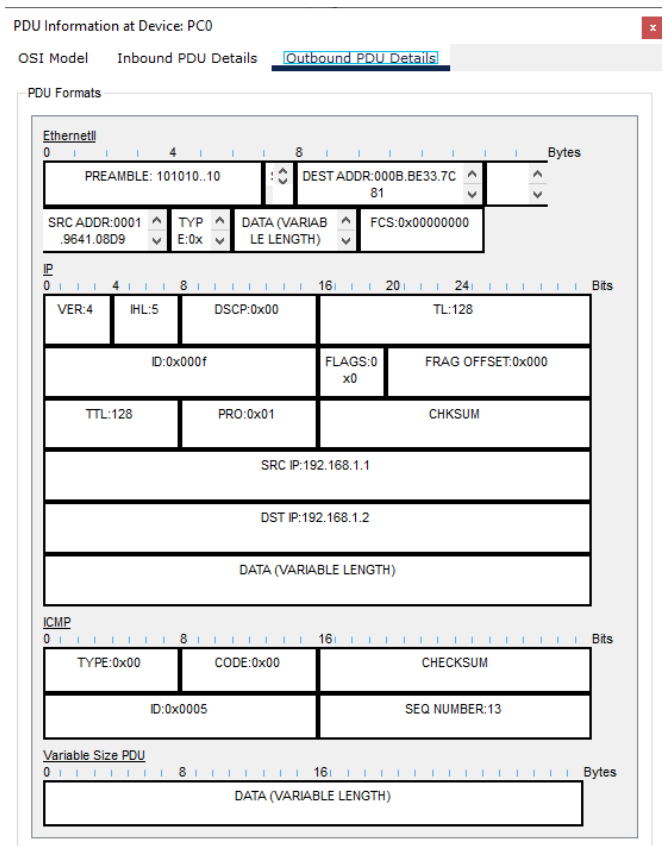 PDU Information at Device: PC0
x
OSI Model Inbound PDU Details Outbound PDU Details
PDU Formats
EthernetII
0 4 8 Bytes
PREAMBLE: 101010..10 DEST ADDR:000B.BE33.7C
81
SRC ADDR:0001 TYP DATA (VARIAB FCS:0x00000000
.9641.08D9 E:0x LE LENGTH)
IP
0 4 8 16 20 24 Bits
VER:4 IHL:5 DSCP:0x00 TL:128
ID:0x000f FLAGS:0 FRAG OFFSET:0x000
x0
TTL:128 PRO:0x01 CHKSUM
SRC IP:192.168.1.1
DST IP:192.168.1.2
DATA (VARIABLE LENGTH)
ICMP
0 8 16 Bits
TYPE:0x00 CODE:0x00 CHECKSUM
ID:0x0005 SEQ NUMBER:13
Variable Size PDU
0 8 16 Bytes
DATA (VARIABLE LENGTH)